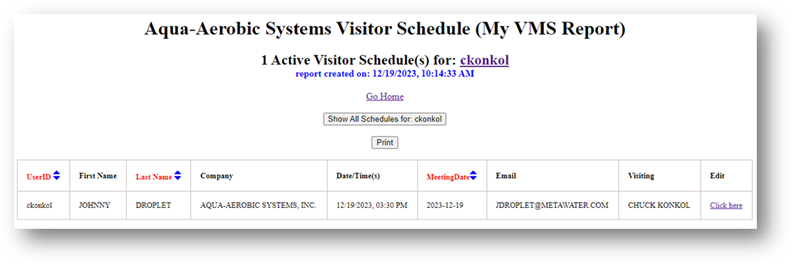 Aqua-Aerobic Systems Visitor Schedule (My VMS Report)
1 Active Visitor Schedule(s) for: ckonkol
report created on: 12/19/2023, 10:14:33 AM
Go Home
Show All Schedules for: ckonkol
Print
UserID First Name Last Name Company Date/Time(s) MeetingDate Email Visiting Edit
ckonkol JOHNNY DROPLET AQUA-AEROBIC SYSTEMS, INC. 12/19/2023, 03:30 PM 2023-12-19 JDROPLET@METAWATER.COM CHUCK KONKOL Click here